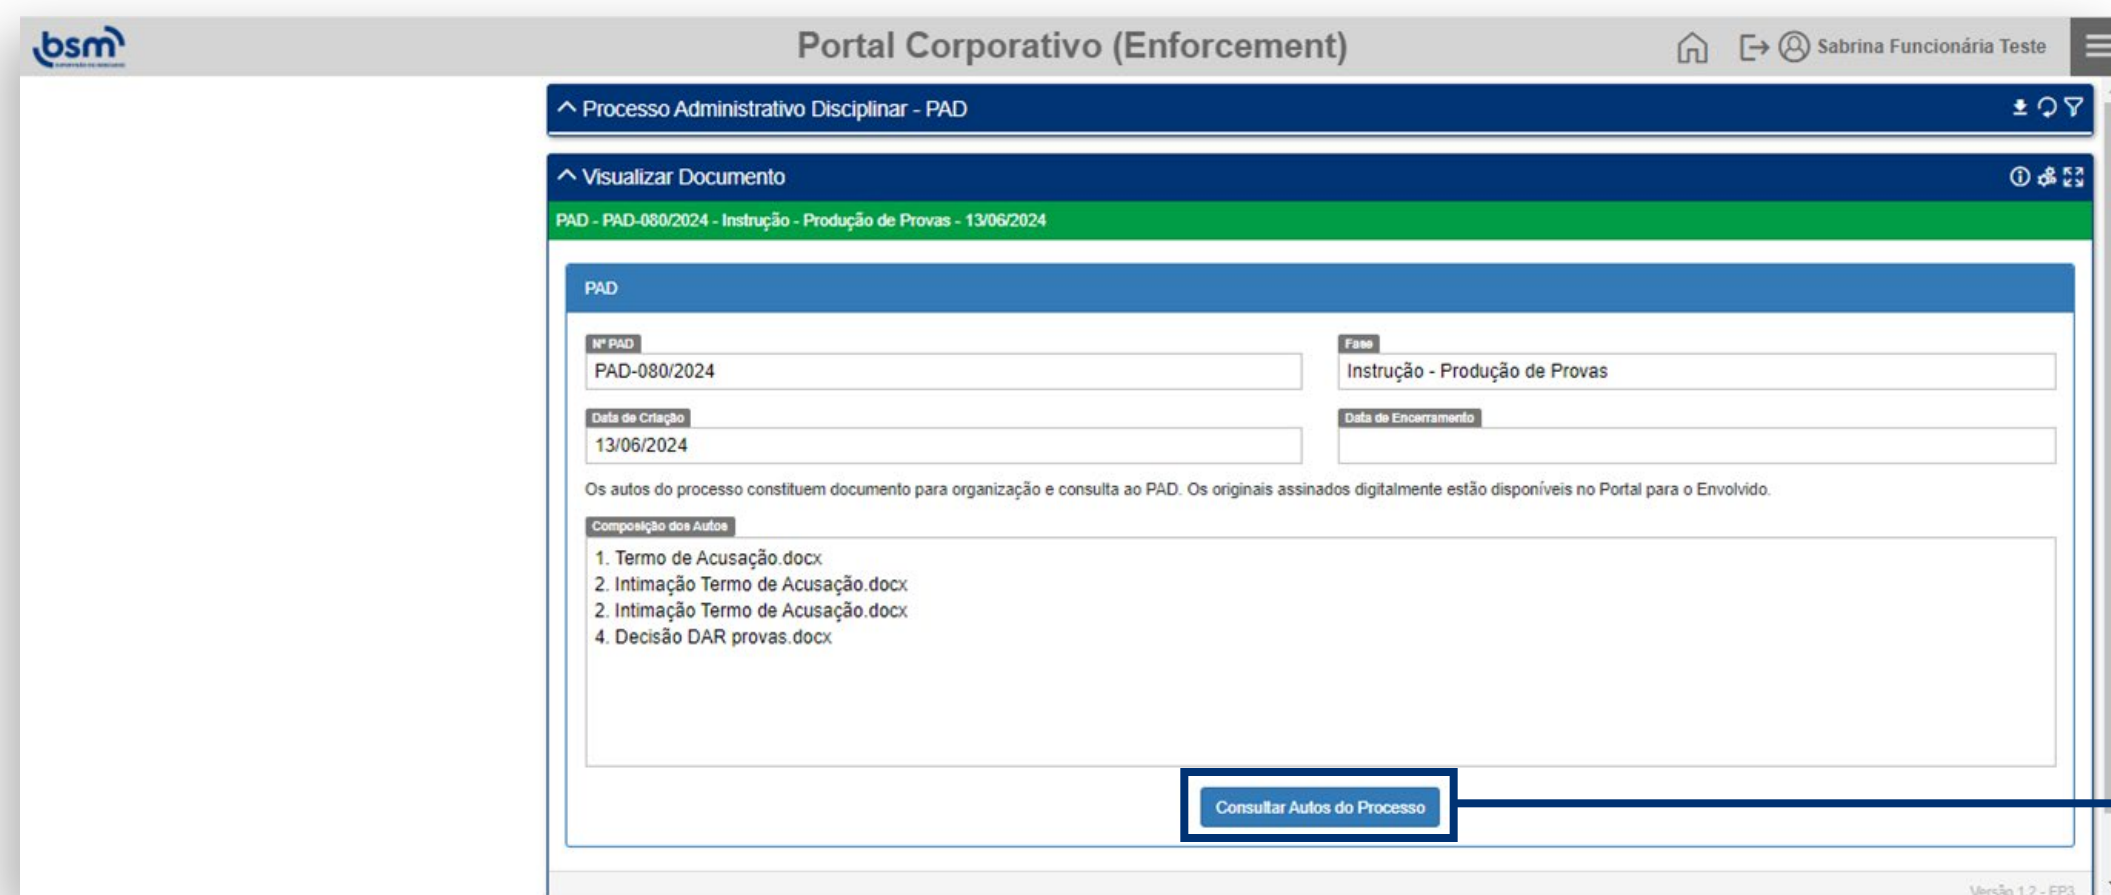 bsm
Portal Corporativo (Enforcement)
Sabrina Funcionária Teste
Processo Administrativo Disciplinar - PAD
Visualizar Documento
PAD - PAD-080/2024 - Instrução - Produção de Provas - 13/06/2024
PAD
Nº PAD
Fase
PAD-080/2024
Instrução - Produção de Provas
Data de Criação
Data de Encerramento
13/06/2024
Os autos do processo constituem documento para organização e consulta ao PAD. Os originais assinados digitalmente estão disponíveis no Portal para o Envolvido.
Composição dos Autos
1. Termo de Acusação.docx
2. Intimação Termo de Acusação.docx
2. Intimação Termo de Acusação.docx
4. Decisão DAR provas.docx
Consultar Autos do Processo
Versão 1.2 - EP3